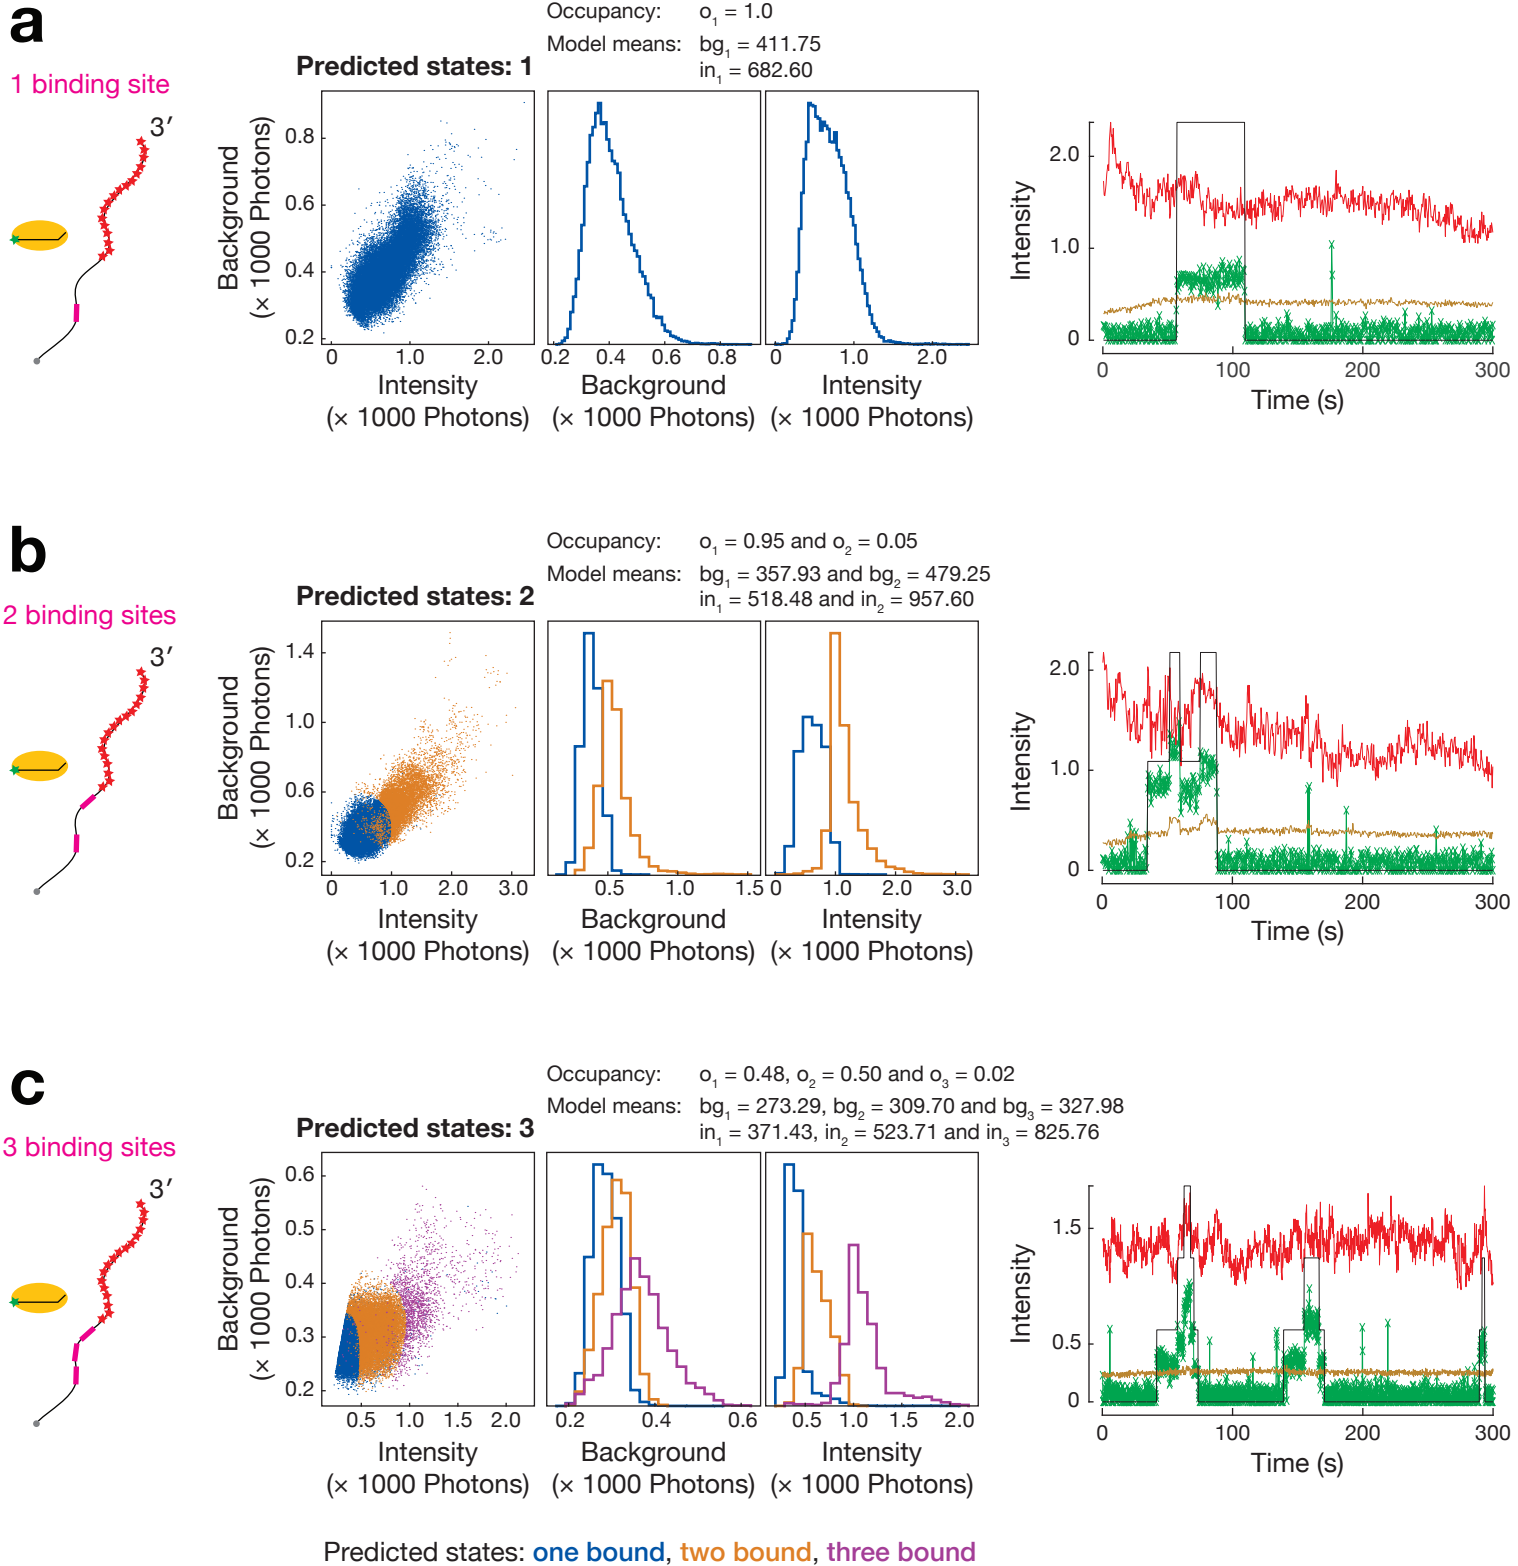 a
1 binding site
3′
Predicted states: 1
Occupancy: o1 = 1.0
Model means: bg1 = 411.75
in1 = 682.60
Background
(× 1000 Photons)
0.8
0.6
0.4
0.2
0 1.0 2.0
Intensity
(× 1000 Photons)
0.2 0.4 0.6 0.8
Background
(× 1000 Photons)
0 1.0 2.0
Intensity
(× 1000 Photons)
Intensity
2.0
1.0
0
0 100 200 300
Time (s)
b
2 binding sites
3′
Predicted states: 2
Occupancy: o1 = 0.95 and o2 = 0.05
Model means: bg1 = 357.93 and bg2 = 479.25
in1 = 518.48 and in2 = 957.60
Background
(× 1000 Photons)
1.4
1.0
0.6
0.2
0 1.0 2.0 3.0
Intensity
(× 1000 Photons)
0.5 1.0 1.5
Background
(× 1000 Photons)
0 1.0 2.0 3.0
Intensity
(× 1000 Photons)
Intensity
2.0
1.0
0
0 100 200 300
Time (s)
c
3 binding sites
3′
Predicted states: 3
Occupancy: o1 = 0.48, o2 = 0.50 and o3 = 0.02
Model means: bg1 = 273.29, bg2 = 309.70 and bg3 = 327.98
in1 = 371.43, in2 = 523.71 and in3 = 825.76
Background
(× 1000 Photons)
0.6
0.5
0.4
0.3
0.2
0.5 1.0 1.5 2.0
Intensity
(× 1000 Photons)
0.2 0.4 0.6
Background
(× 1000 Photons)
0.5 1.0 1.5 2.0
Intensity
(× 1000 Photons)
Intensity
1.5
0.5
0
0 100 200 300
Time (s)
Predicted states: one bound, two bound, three bound